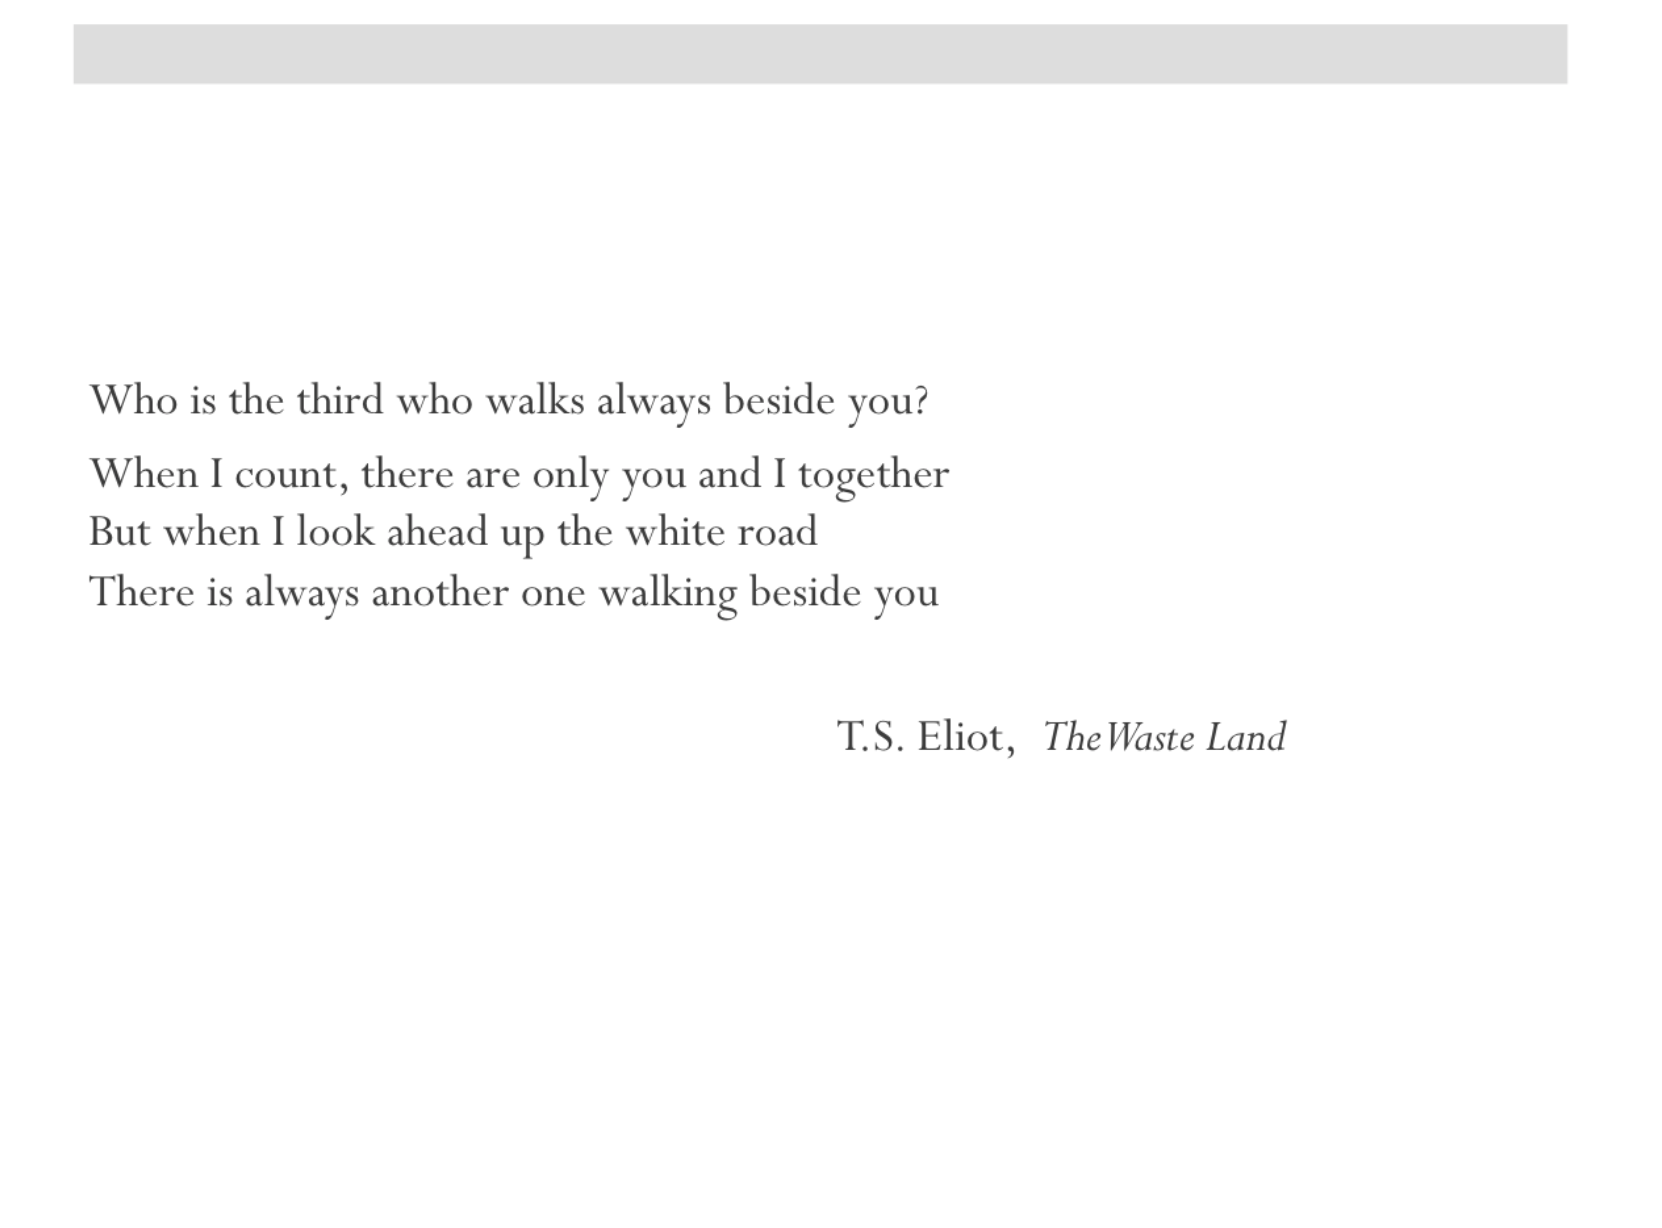 Who is the third who walks always beside you?
When I count, there are only you and I together
But when I look ahead up the white road
There is always another one walking beside you
T.S. Eliot, The Waste Land